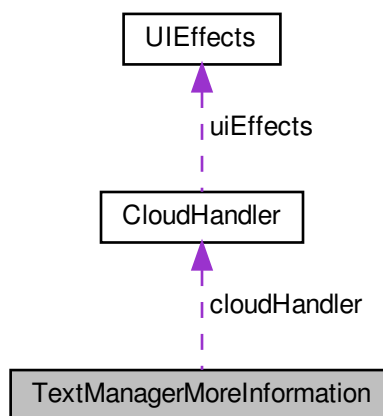 UIEffects
uiEffects
CloudHandler
cloudHandler
TextManagerMoreInformation